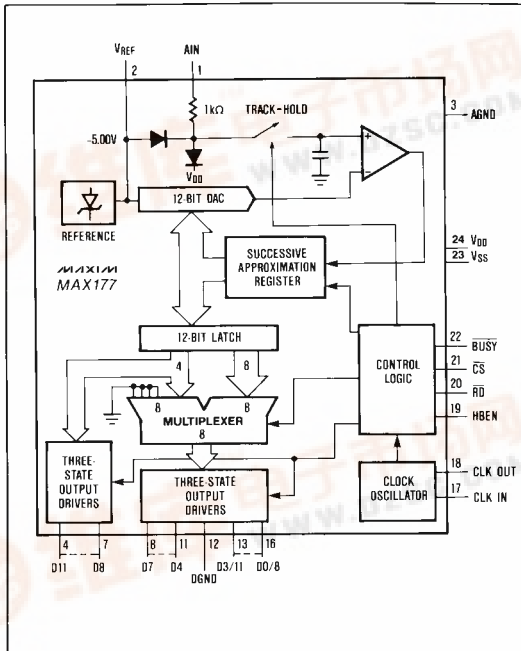 VREF AIN
2 1
1kΩ TRACK-HOLD
3 AGND
-5.00V
VDD
+
-
12-BIT DAC
REFERENCE
24 VDD
23 VSS
MAXIM
MAX177
SUCCESSIVE
APPROXIMATION
REGISTER
12-BIT LATCH
4 8
22 BUSY
21 CS
20 RD
19 HBEN
CONTROL
LOGIC
8 8
MULTIPLEXER
8
THREE-
STATE
OUTPUT
DRIVERS
THREE-STATE
OUTPUT
DRIVERS
CLOCK
OSCILLATOR
18 CLK OUT
17 CLK IN
4 7 8 11 12 13 16
D11 D8 D7 D4 D3/11 D0/8
DGND